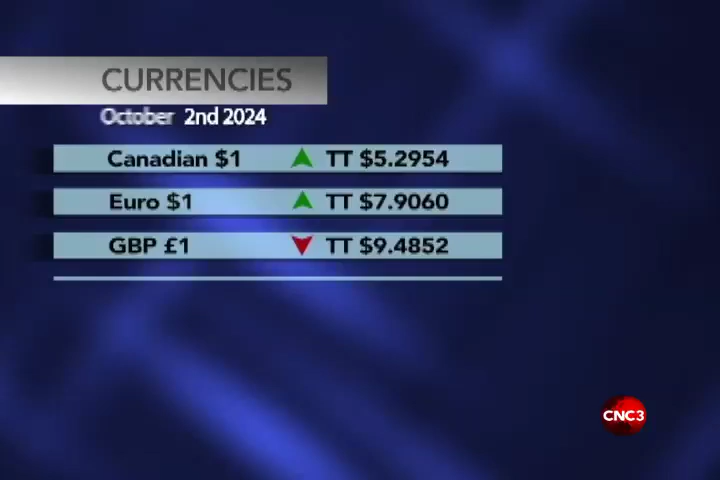 CURRENCIES
October 2nd 2024
Canadian $1 TT $5.2954
Euro $1 TT $7.9060
GBP £1 TT $9.4852
CNC3